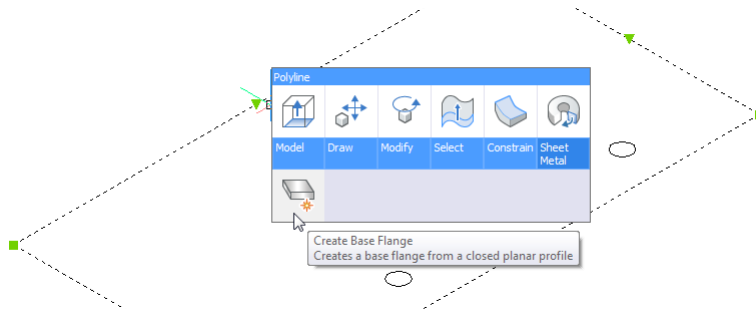 Polyline
Model Draw Modify Select Constrain Sheet
Metal
Create Base Flange
Creates a base flange from a closed planar profile